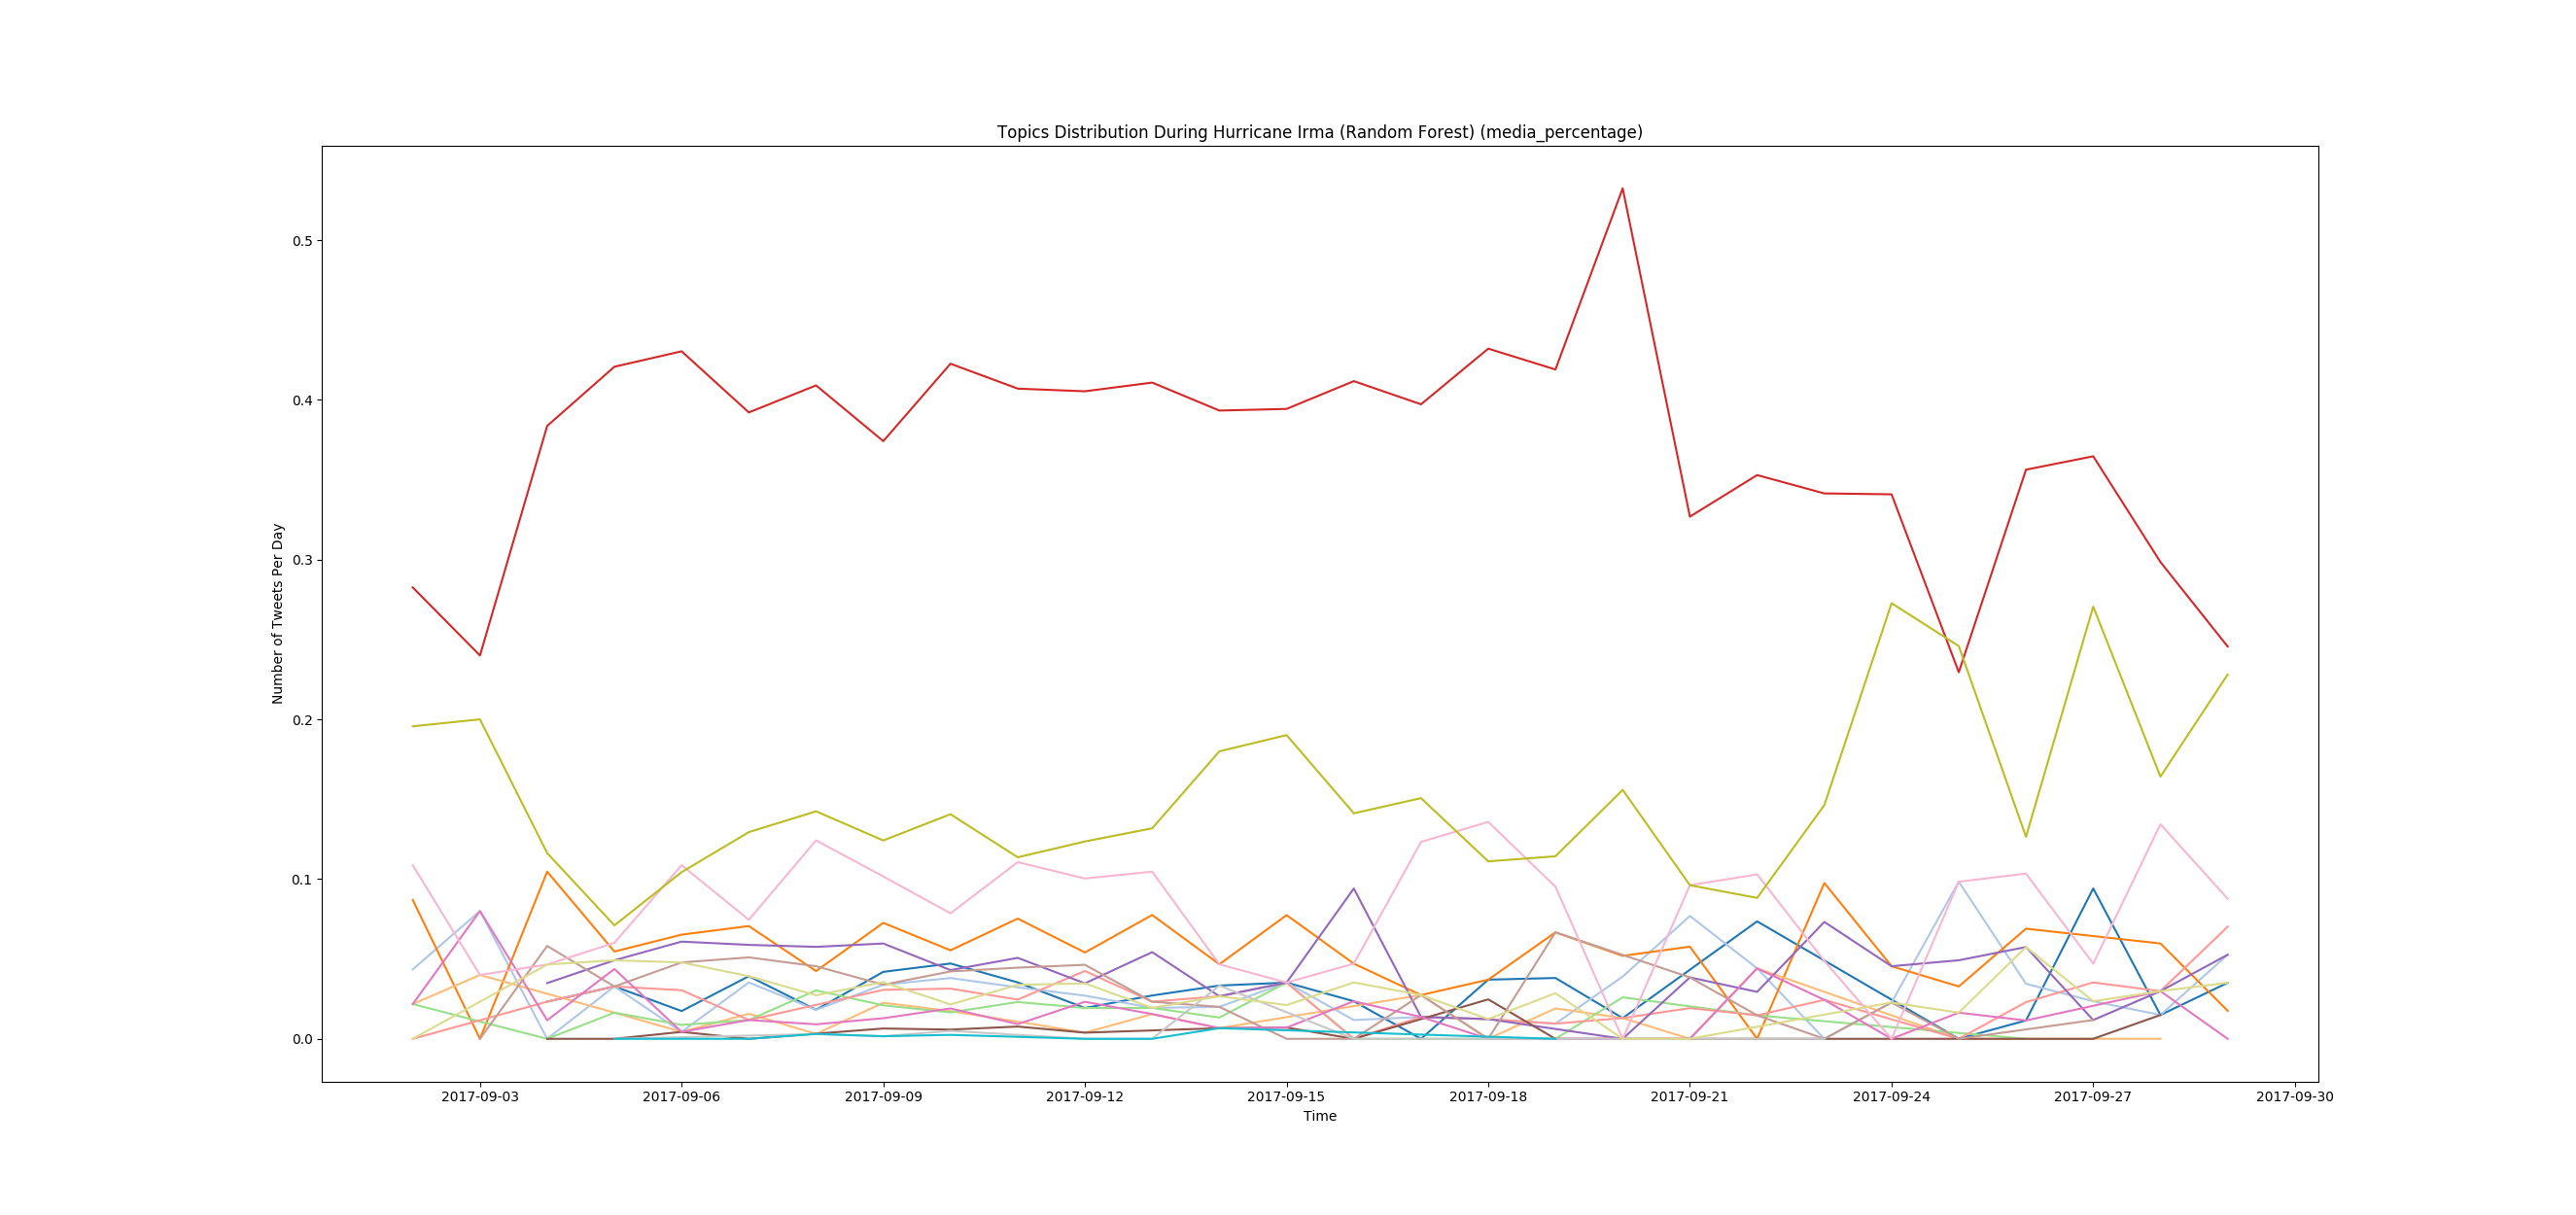 Topics Distribution During Hurricane Irma (Random Forest) (media_percentage)
Number of Tweets Per Day
0.5
0.4
0.3
0.2
0.1
0.0
2017-09-03 2017-09-06 2017-09-09 2017-09-12 2017-09-15 2017-09-18 2017-09-21 2017-09-24 2017-09-27 2017-09-30
Time